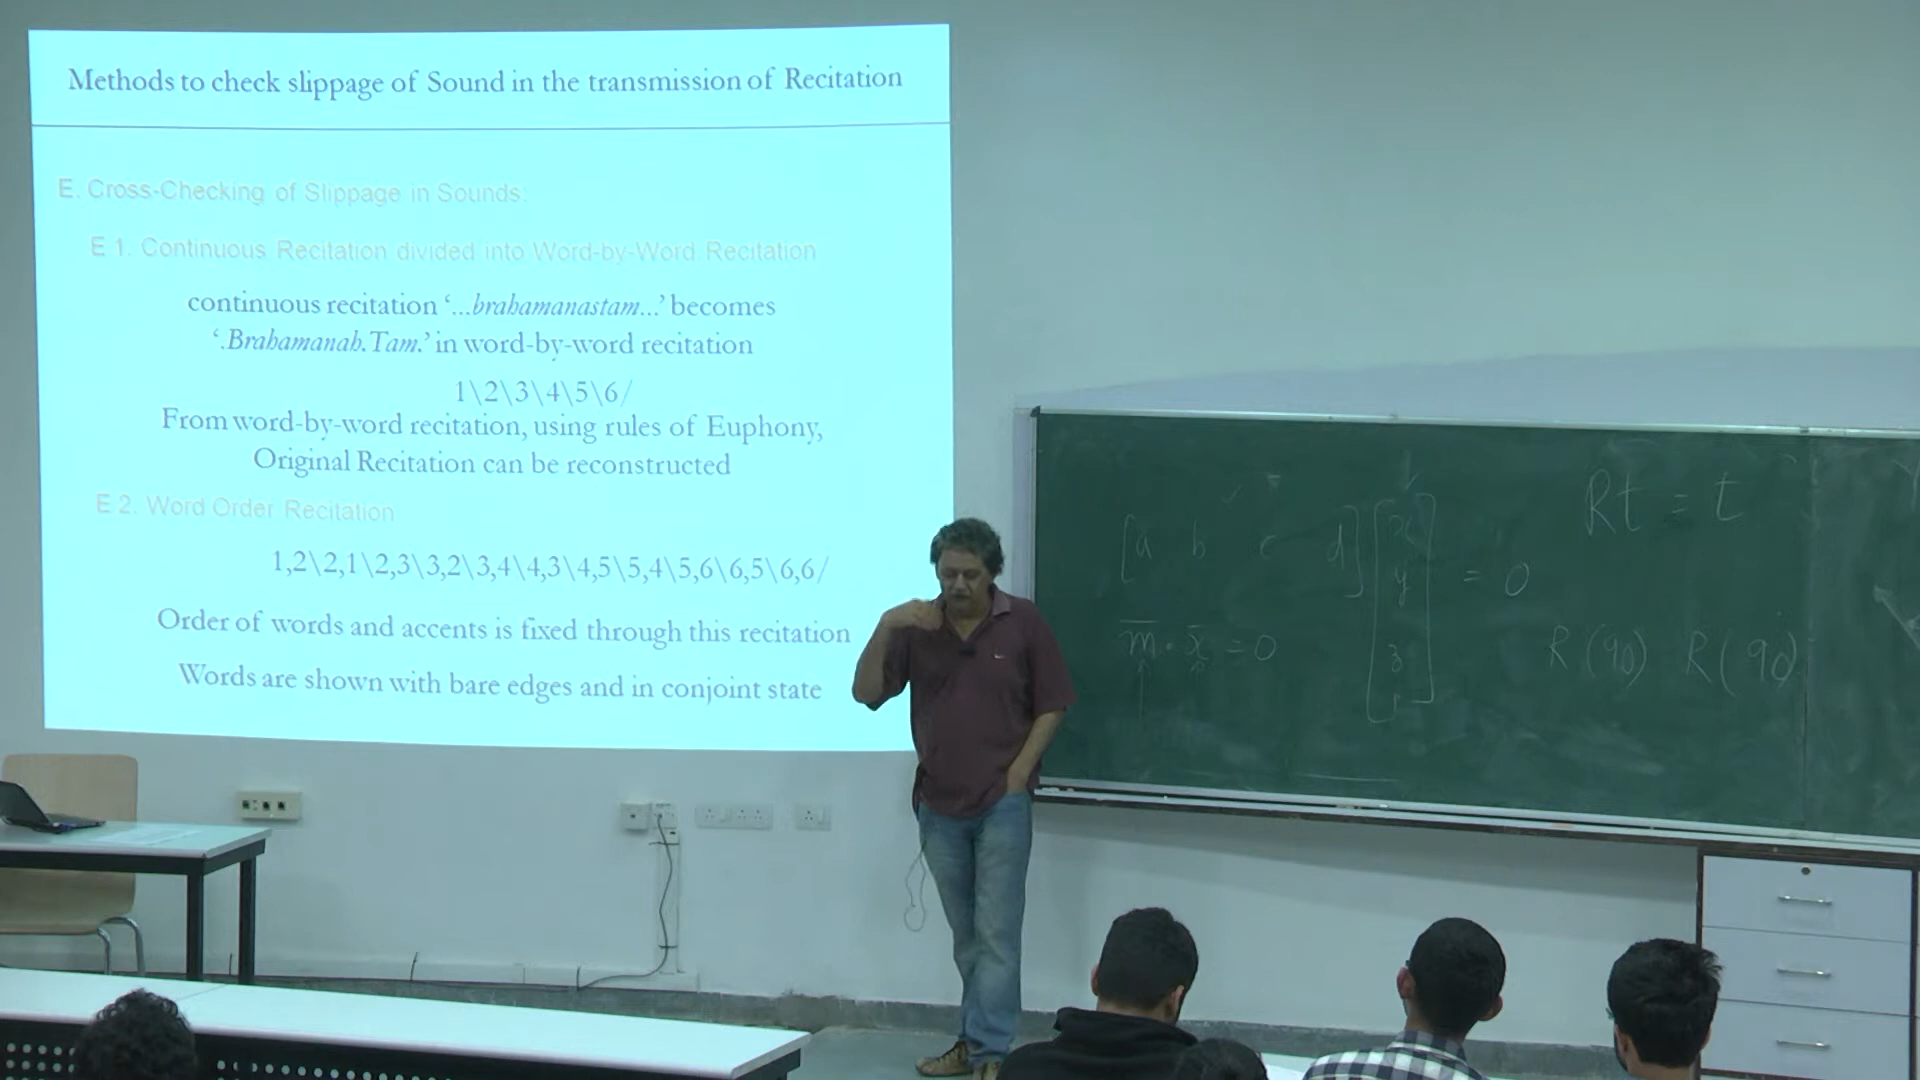 Methods to check slippage of Sound in the transmission of Recitation
E. Cross-Checking of Slippage in Sounds:
E 1. Continuous Recitation divided into Word-by-Word Recitation
continuous recitation ‘...brahamanastam...’ becomes
‘.Brahamanah.Tam.’ in word-by-word recitation
1\2\3\4\5\6/
From word-by-word recitation, using rules of Euphony,
Original Recitation can be reconstructed
E 2. Word Order Recitation
1,2\2,1\2,3\3,2\3,4\4,3\4,5\5,4\5,6\6,5\6,6/
Order of words and accents is fixed through this recitation
Words are shown with bare edges and in conjoint state
[a b c d]
y
3
= 0
m . x = 0
Rt = t
R(90) R(90)